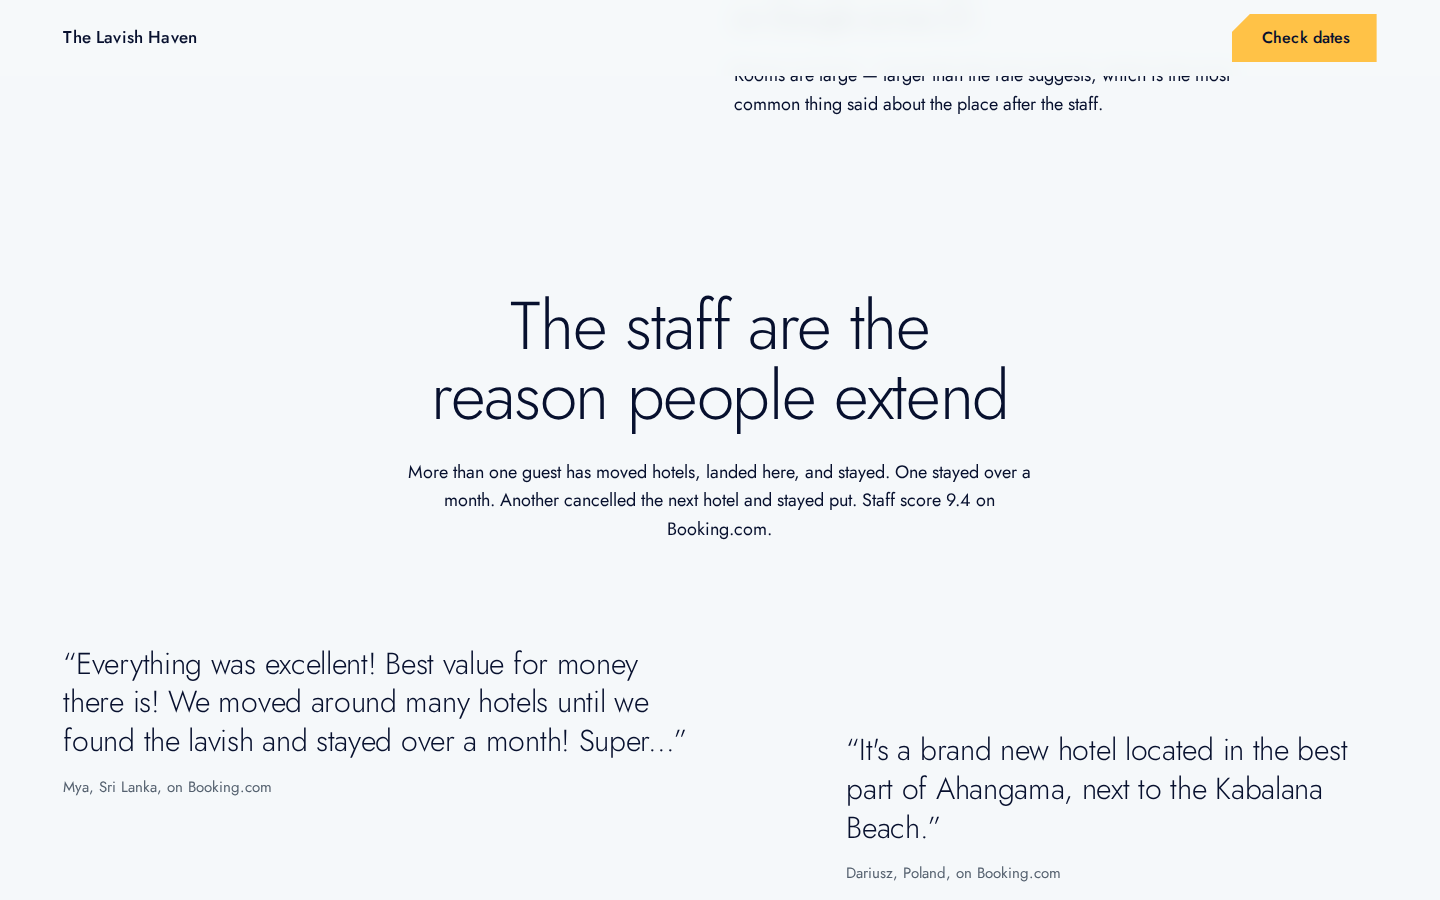 The Lavish Haven
Check dates
Rooms are large — larger than the rate suggests, which is the most
common thing said about the place after the staff.
The staff are the
reason people extend
More than one guest has moved hotels, landed here, and stayed. One stayed over a
month. Another cancelled the next hotel and stayed put. Staff score 9.4 on
Booking.com.
“Everything was excellent! Best value for money
there is! We moved around many hotels until we
found the lavish and stayed over a month! Super…”
Mya, Sri Lanka, on Booking.com
“It's a brand new hotel located in the best
part of Ahangama, next to the Kabalana
Beach.”
Dariusz, Poland, on Booking.com